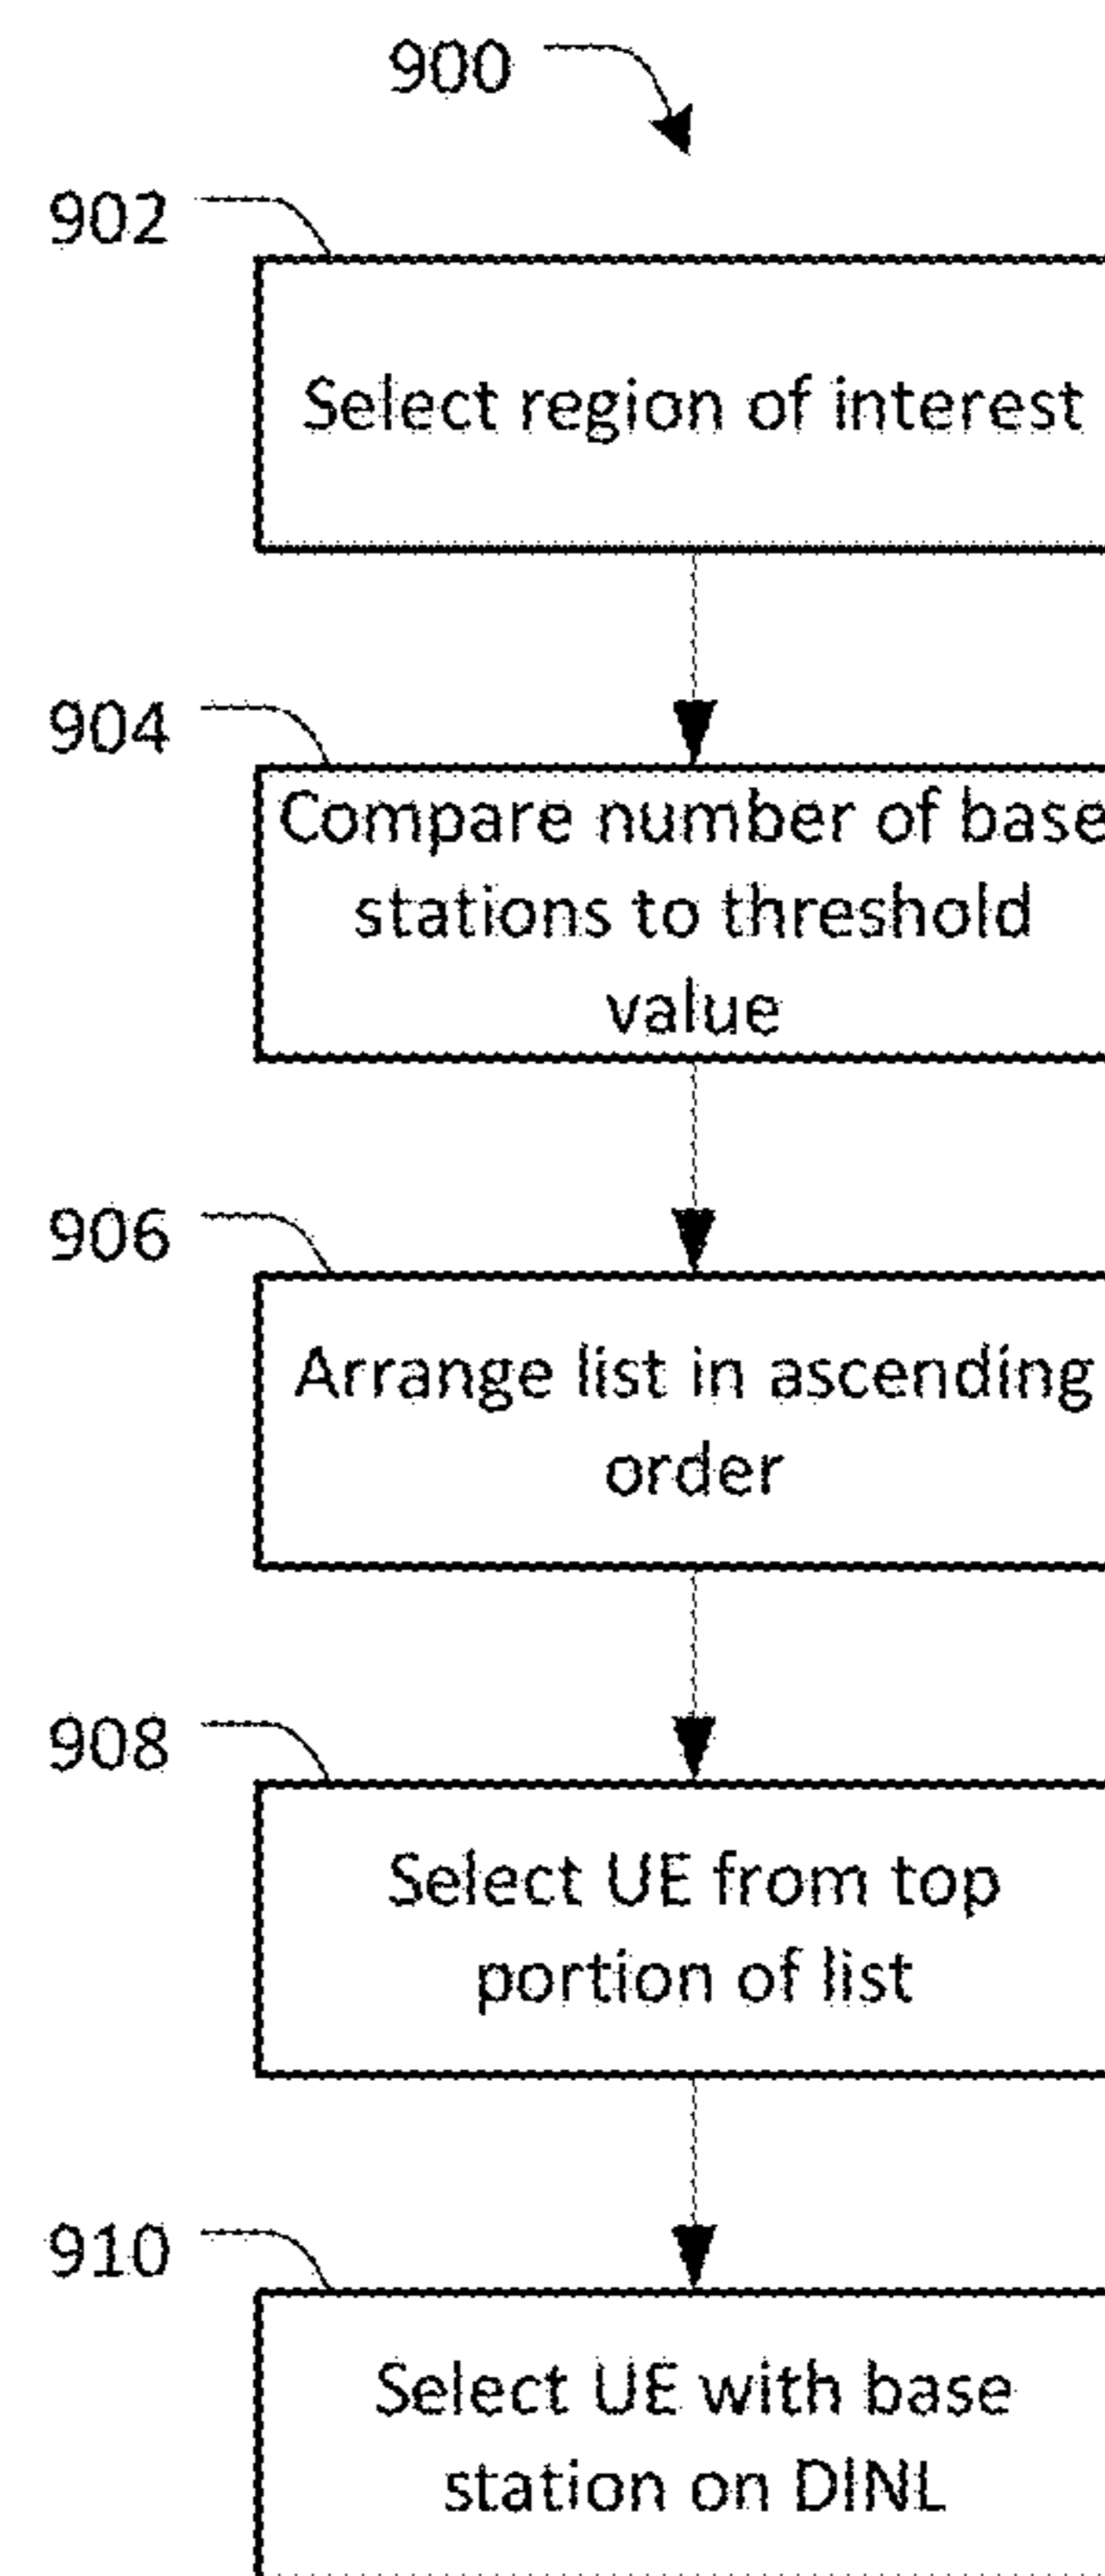 900
902
Select region of interest
904
Compare number of base
stations to threshold
value
906
Arrange list in ascending
order
908
Select UE from top
portion of list
910
Select UE with base
station on DINL